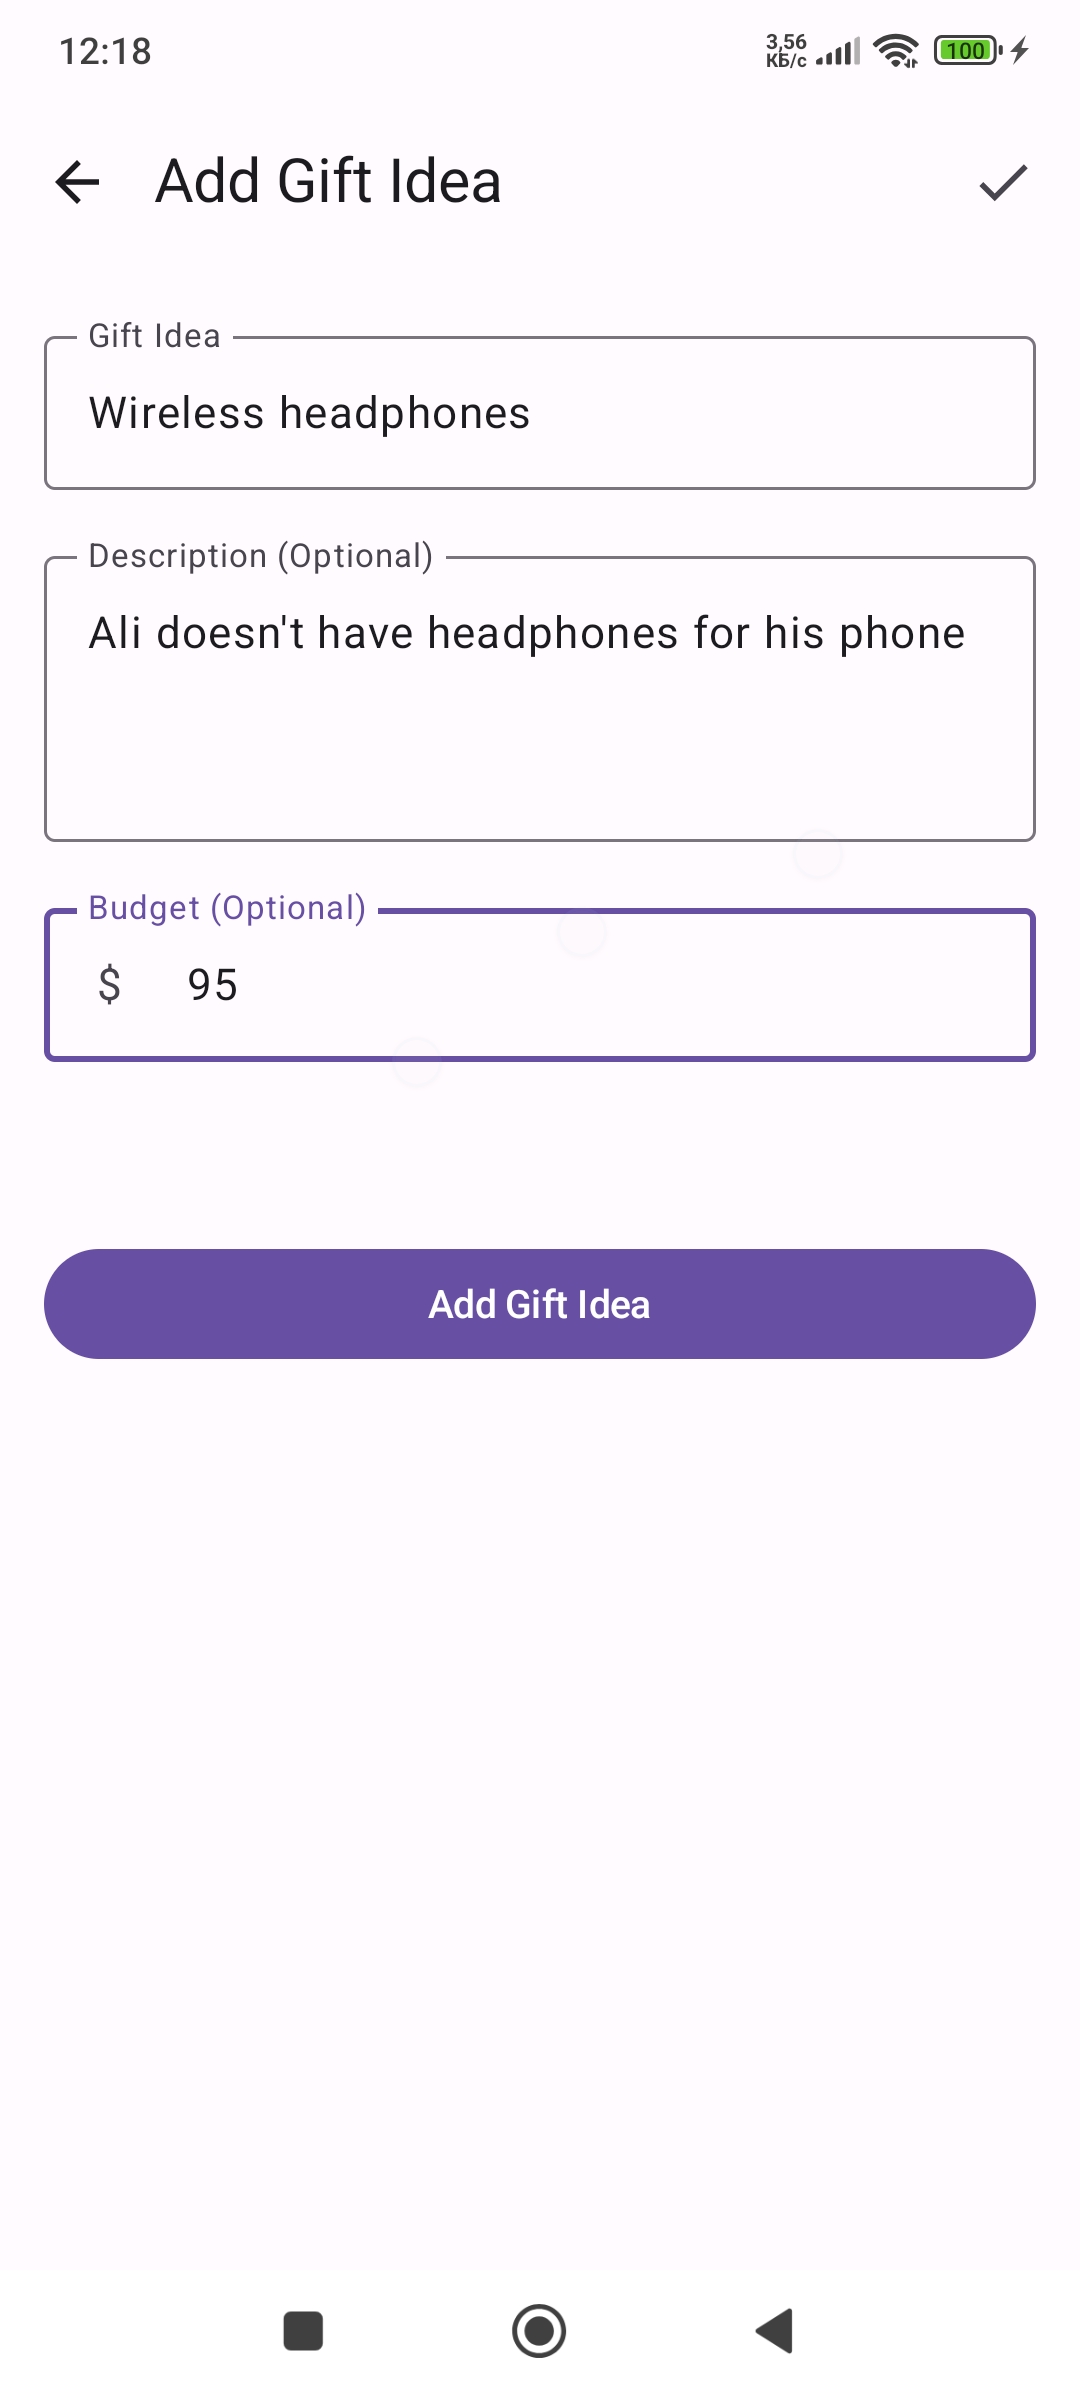 12:18
3,56
КБ/с
100
Add Gift Idea
Gift Idea
Wireless headphones
Description (Optional)
Ali doesn't have headphones for his phone
Budget (Optional)
$ 95
Add Gift Idea